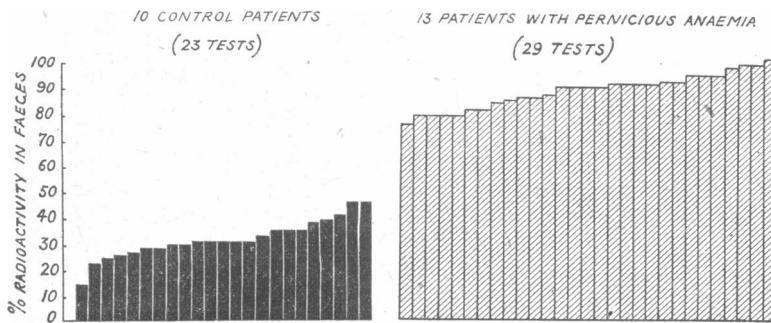 10 CONTROL PATIENTS
(23 TESTS)
13 PATIENTS WITH PERNICIOUS ANAEMIA
(29 TESTS)
% RADIOACTIVITY IN FAECES
100
90
80
60
50
40
30
20
10
0